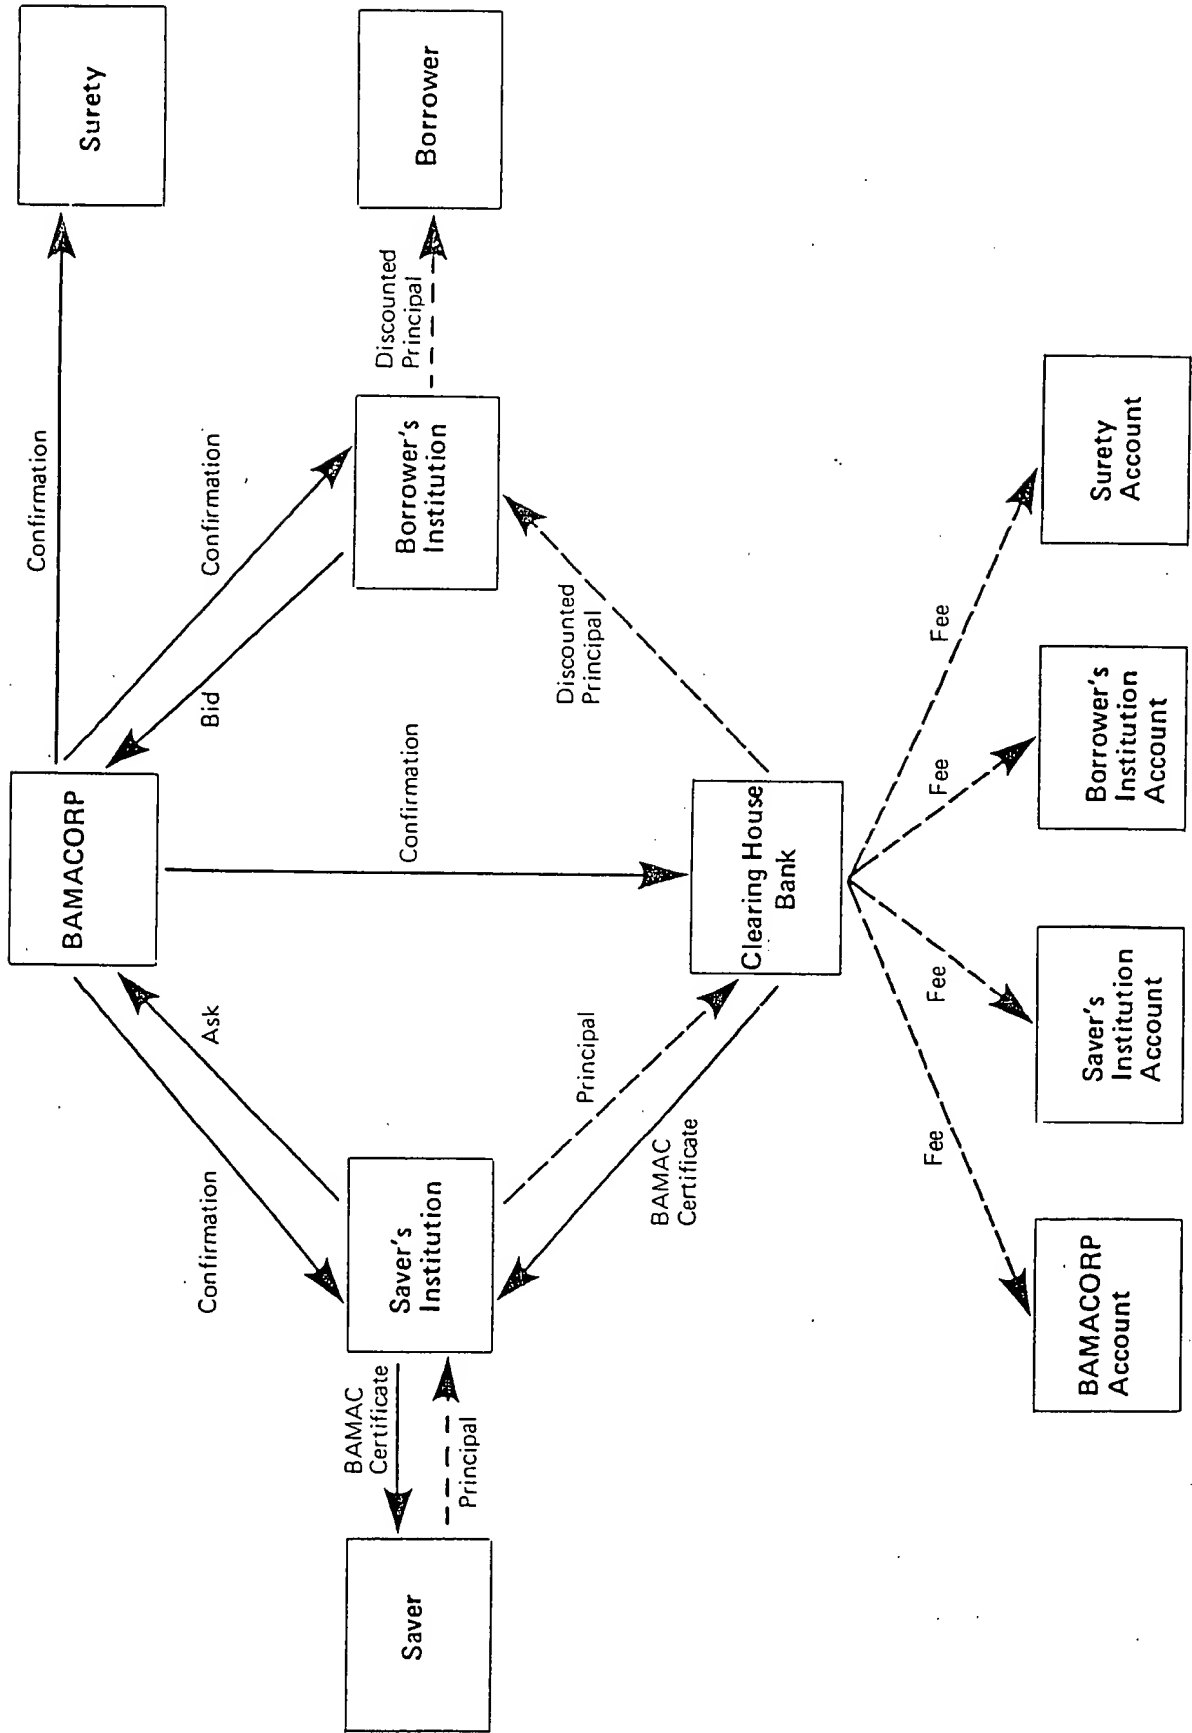 Confirmation
BAMACORP
Surety
Confirmation
Ask
Bid
Confirmation
Saver
BAMAC
Certificate
Principal
Saver's
Institution
Confirmation
Borrower's
Institution
Discounted
Principal
Borrower
Principal
Discounted
Principal
BAMAC
Certificate
Clearing House
Bank
Fee
Fee
Fee
Fee
BAMACORP
Account
Saver's
Institution
Account
Borrower's
Institution
Account
Surety
Account